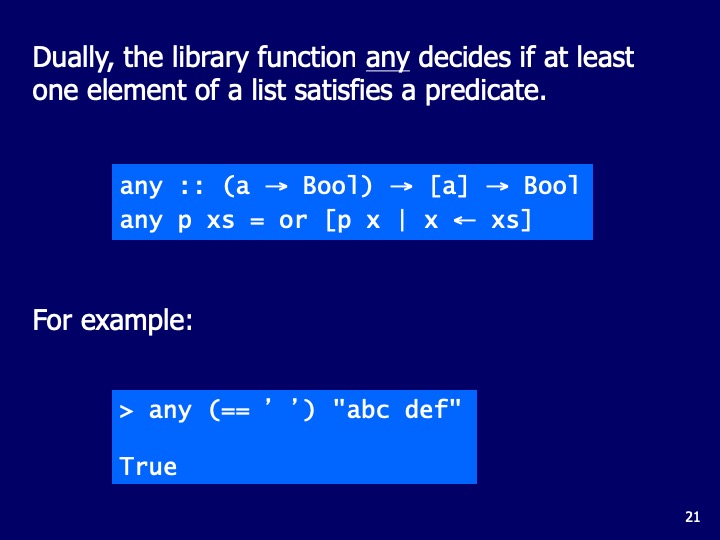 Dually, the library function any decides if at least
one element of a list satisfies a predicate.
any :: (a → Bool) → [a] → Bool
any p xs = or [p x | x ← xs]
For example:
> any (== ’ ’) "abc def"
True
21